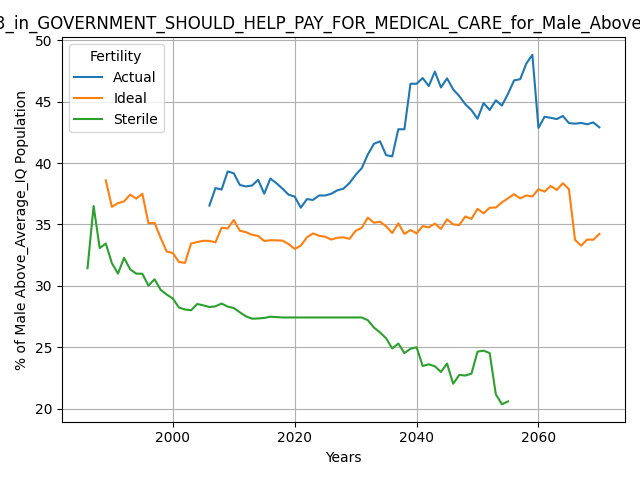 3_in_GOVERNMENT_SHOULD_HELP_PAY_FOR_MEDICAL_CARE_for_Male_Above
Fertility
Actual
Ideal
Sterile
% of Male Above_Average_IQ Population
50
45
40
35
30
25
20
2000
2020
2040
2060
Years